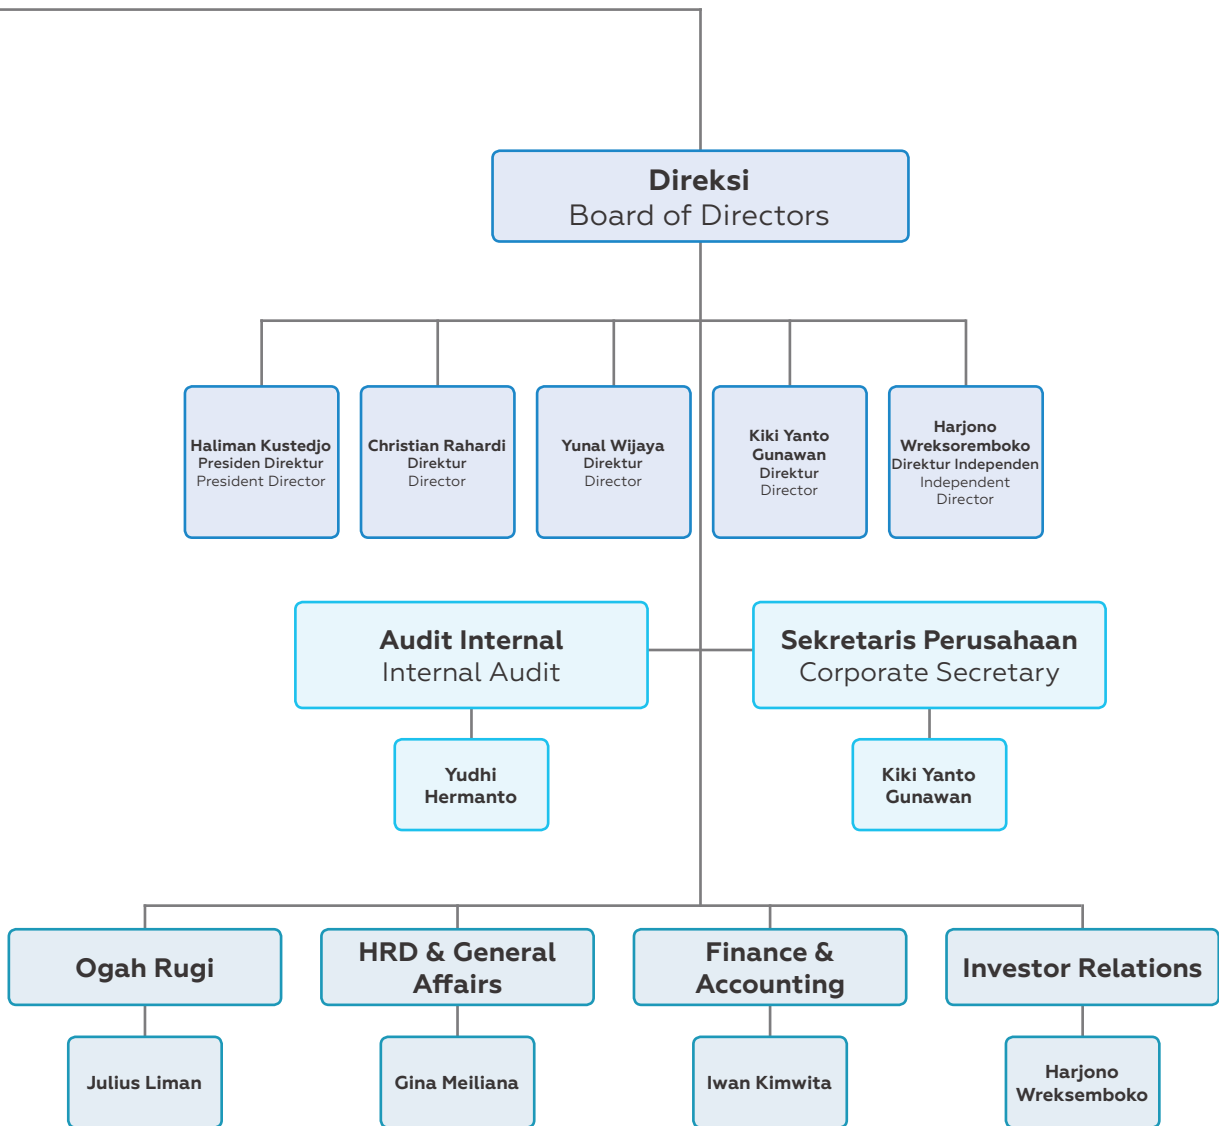 Direksi
Board of Directors
Haliman Kustedjo
Presiden Direktur
President Director
Christian Rahardi
Direktur
Director
Yunal Wijaya
Direktur
Director
Kiki Yanto
Gunawan
Direktur
Director
Harjono
Wreksoremboko
Direktur Independen
Independent
Director
Audit Internal
Internal Audit
Sekretaris Perusahaan
Corporate Secretary
Yudhi
Hermanto
Kiki Yanto
Gunawan
Ogah Rugi
HRD & General
Affairs
Finance &
Accounting
Investor Relations
Julius Liman
Gina Meiliana
Iwan Kimwita
Harjono
Wreksemboko